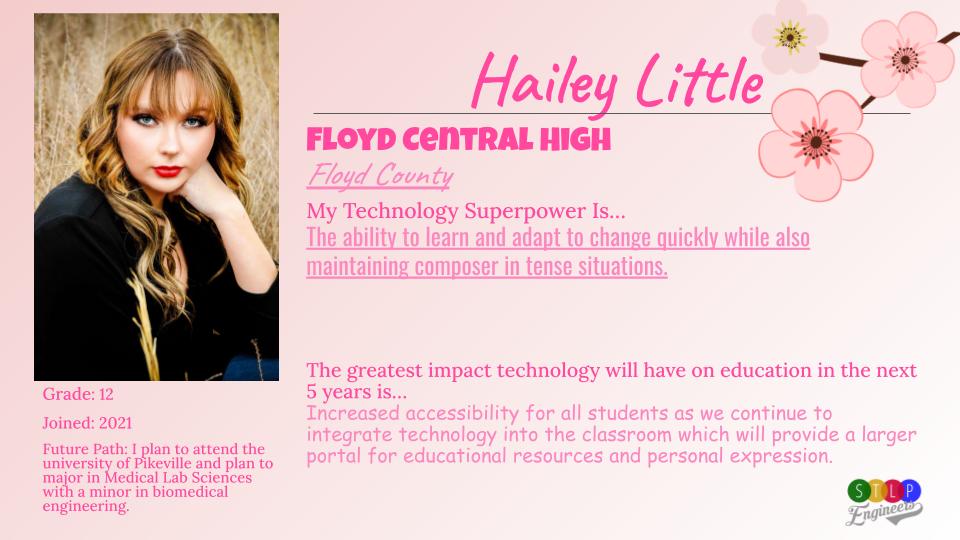 Hailey Little
FLOYD CENTRAL HIGH
Floyd County
My Technology Superpower Is...
The ability to learn and adapt to change quickly while also
maintaining composer in tense situations.
The greatest impact technology will have on education in the next
5 years is...
Increased accessibility for all students as we continue to
integrate technology into the classroom which will provide a larger
portal for educational resources and personal expression.
Grade: 12
Joined: 2021
Future Path: I plan to attend the
university of Pikeville and plan to
major in Medical Lab Sciences
with a minor in biomedical
engineering.
STLP
Engineers